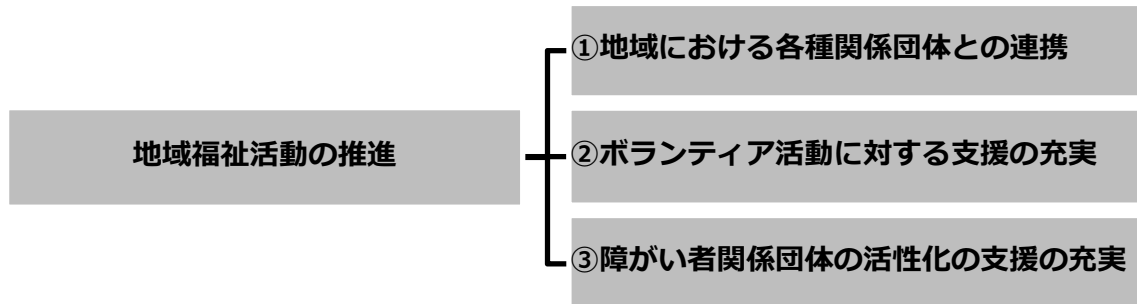 地域福祉活動の推進
①地域における各種関係団体との連携
②ボランティア活動に対する支援の充実
③障がい者関係団体の活性化の支援の充実